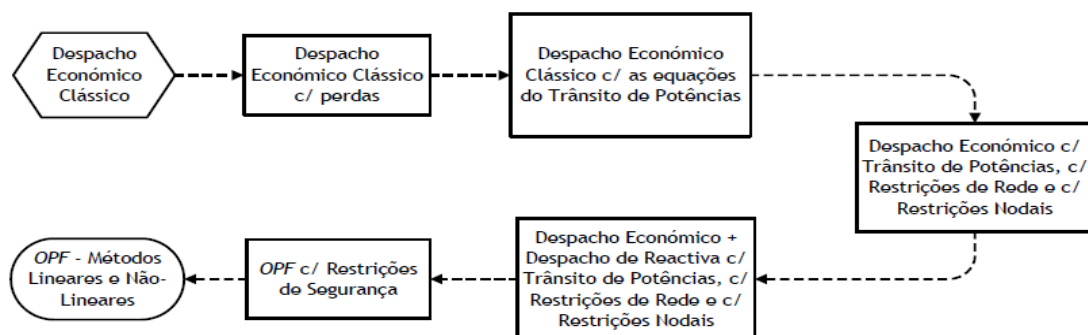 Despacho
Económico
Clássico
Despacho
Económico Clássico
c/ perdas
Despacho Económico
Clássico c/ as equações
do Trânsito de Potências
Despacho Económico c/
Trânsito de Potências, c/
Restrições de Rede e c/
Restrições Nodais
Despacho Económico +
Despacho de Reactiva c/
Trânsito de Potências, c/
Restrições de Rede e c/
Restrições Nodais
OPF c/ Restrições
de Segurança
OPF - Métodos
Lineares e Não-
Lineares